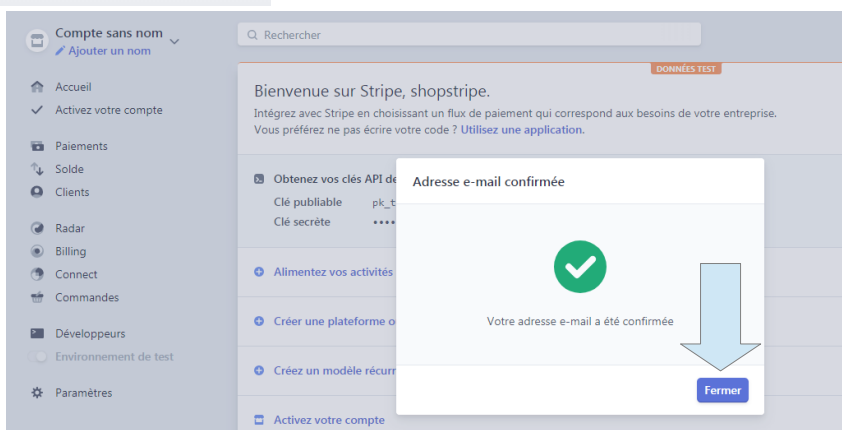 Compte sans nom
Ajouter un nom
Rechercher
Accueil
Activez votre compte
Paiements
Solde
Clients
Radar
Billing
Connect
Commandes
Développeurs
Environnement de test
Paramètres
DONNÉES TEST
Bienvenue sur Stripe, shopstripe.
Intégrez avec Stripe en choisissant un flux de paiement qui correspond aux besoins de votre entreprise.
Vous préférez ne pas écrire votre code ? Utilisez une application.
Obtenez vos clés API de
Clé publiable pk_t
Clé secrète ••••
Alimentez vos activités
Créer une plateforme o
Créez un modèle récurr
Activez votre compte
Adresse e-mail confirmée
Votre adresse e-mail a été confirmée
Fermer